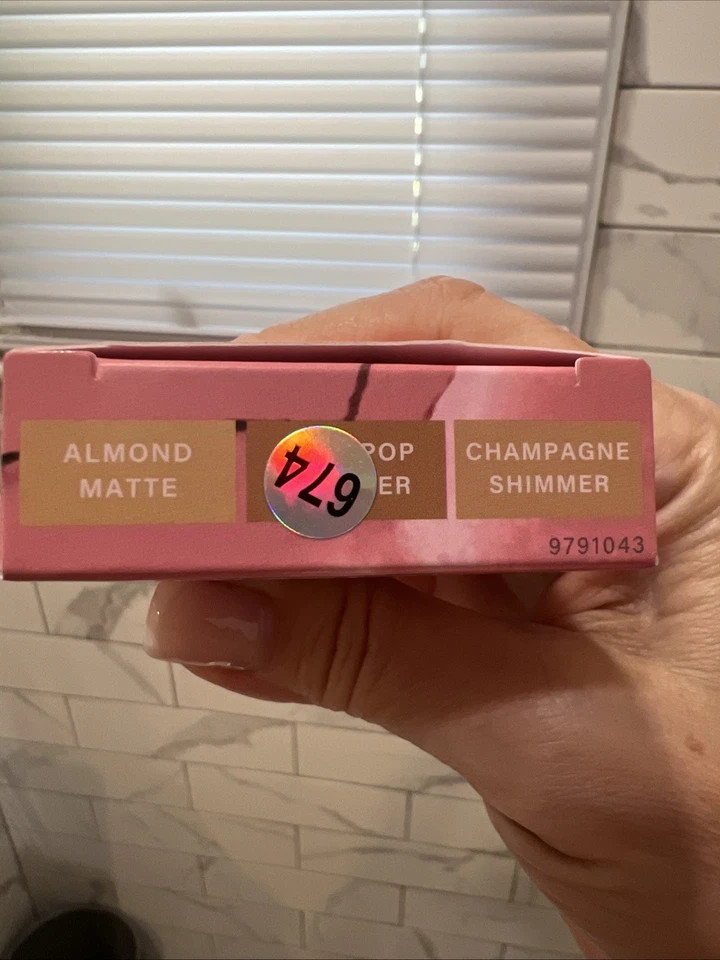 ALMOND
MATTE
674
POP
ER
CHAMPAGNE
SHIMMER
9791043